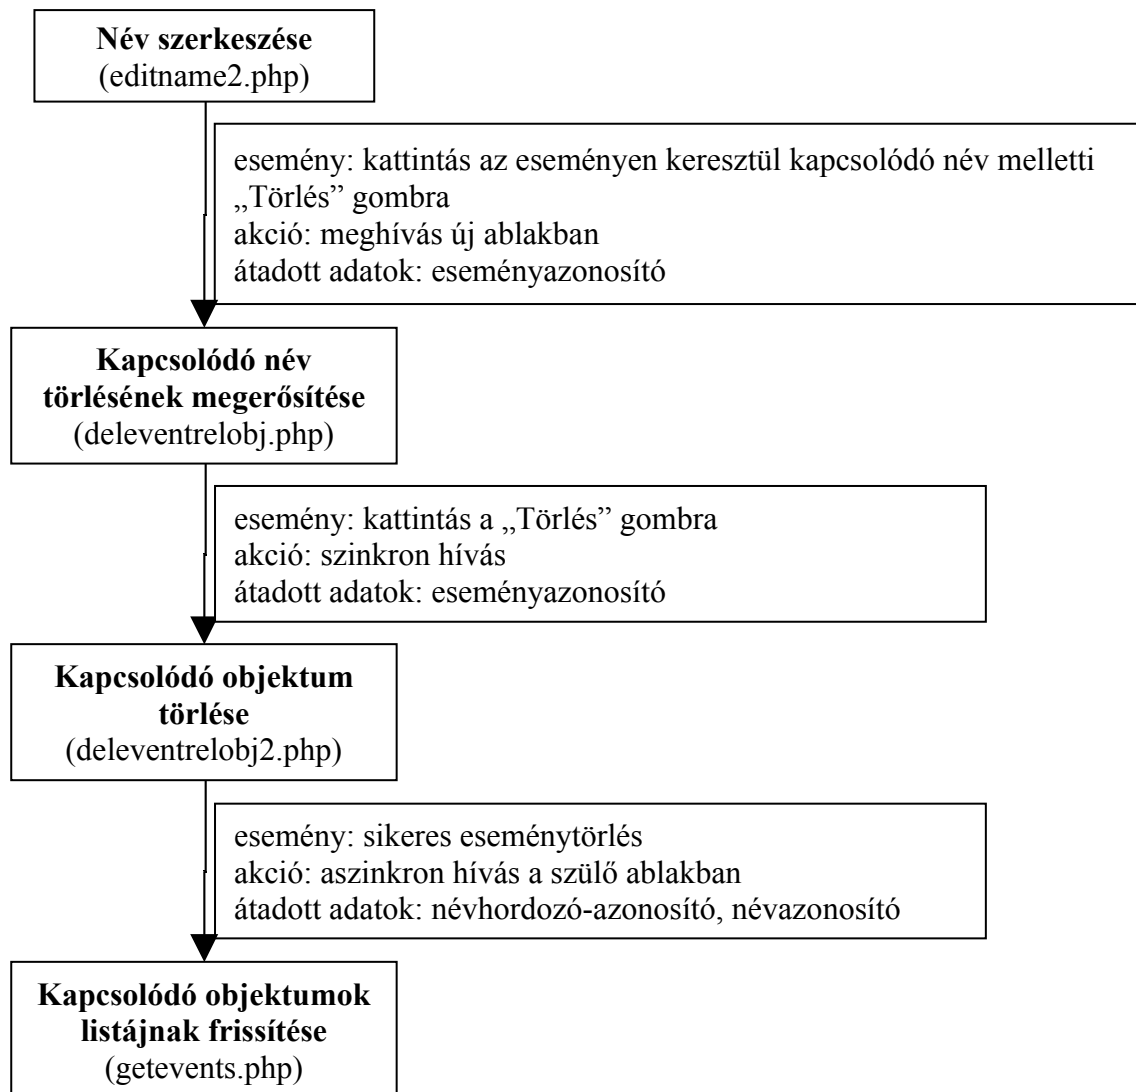 Név szerkeszése
(editname2.php)
esemény: kattintás az eseményen keresztül kapcsolódó név melletti
„Törlés” gombra
akció: meghívás új ablakban
átadott adatok: eseményazonosító
Kapcsolódó név
törlésének megerősítése
(deleventrelobj.php)
esemény: kattintás a „Törlés” gombra
akció: szinkron hívás
átadott adatok: eseményazonosító
Kapcsolódó objektum
törlése
(deleventrelobj2.php)
esemény: sikeres eseménytörlés
akció: aszinkron hívás a szülő ablakban
átadott adatok: névhordozó-azonosító, névazonosító
Kapcsolódó objektumok
listájnak frissítése
(getevents.php)